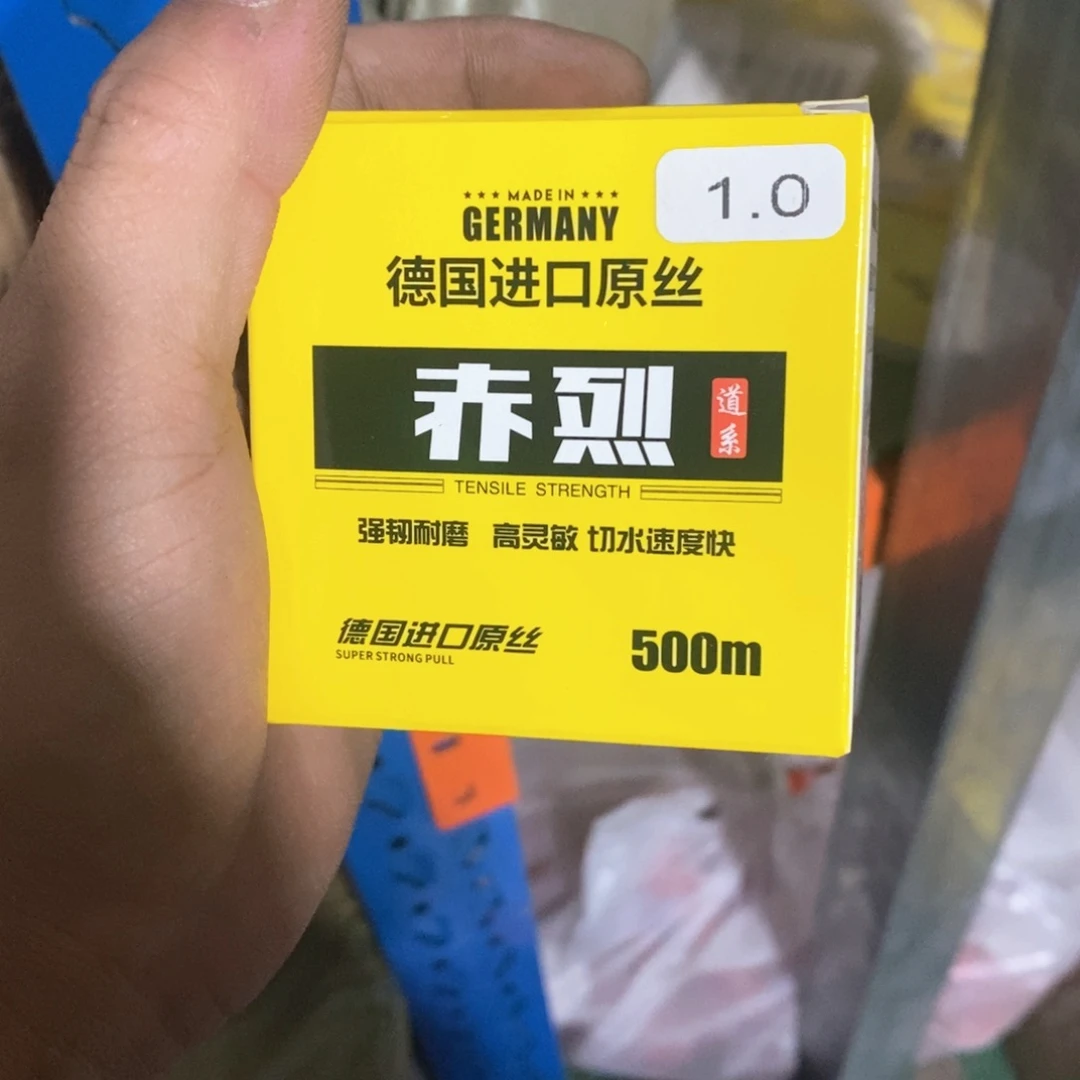 ★★★ MADE IN ★★★
GERMANY
1.0
德国进口原丝
赤烈
道系
TENSILE STRENGTH
强韧耐磨 高灵敏 切水速度快
德国进口原丝
SUPER STRONG PULL
500m